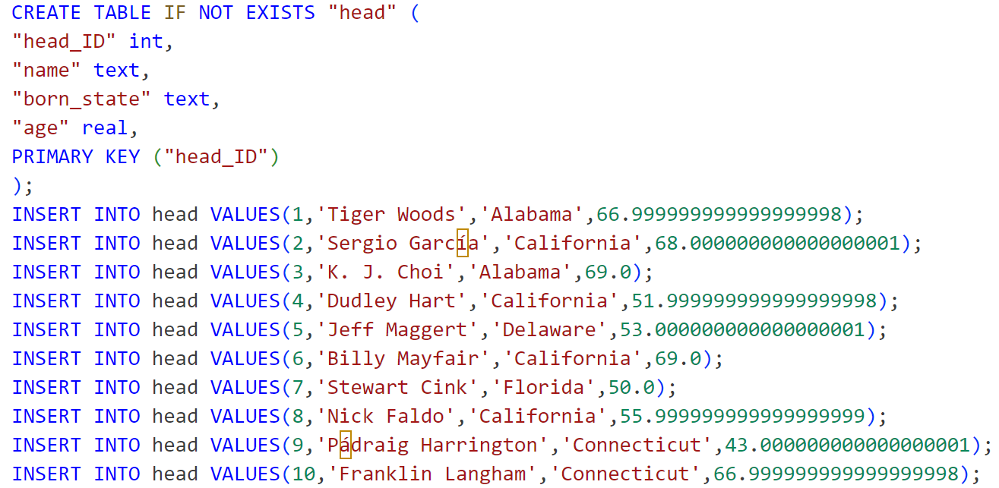 CREATE TABLE IF NOT EXISTS "head" (
"head_ID" int,
"name" text,
"born_state" text,
"age" real,
PRIMARY KEY ("head_ID")
);
INSERT INTO head VALUES(1,'Tiger Woods','Alabama',66.999999999999999998);
INSERT INTO head VALUES(2,'Sergio García','California',68.000000000000000001);
INSERT INTO head VALUES(3,'K. J. Choi','Alabama',69.0);
INSERT INTO head VALUES(4,'Dudley Hart','California',51.999999999999999998);
INSERT INTO head VALUES(5,'Jeff Maggert','Delaware',53.000000000000000001);
INSERT INTO head VALUES(6,'Billy Mayfair','California',69.0);
INSERT INTO head VALUES(7,'Stewart Cink','Florida',50.0);
INSERT INTO head VALUES(8,'Nick Faldo','California',55.999999999999999999);
INSERT INTO head VALUES(9,'Pádraig Harrington','Connecticut',43.000000000000000001);
INSERT INTO head VALUES(10,'Franklin Langham','Connecticut',66.999999999999999998);